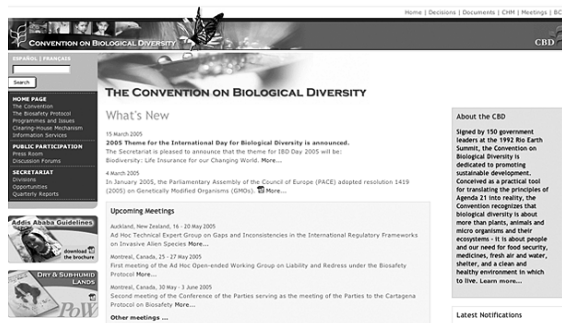 Home | Decisions | Documents | CHM | Meetings | BC
CONVENTION ON BIOLOGICAL DIVERSITY
CBD
ESPAÑOL | FRANÇAIS
Search
HOME PAGE
The Convention
The Biosafety Protocol
Programmes and Issues
Clearing-House Mechanism
Information Services
PUBLIC PARTICIPATION
Press Room
Discussion Forums
SECRETARIAT
Divisions
Opportunities
Quarterly Reports
Addis Ababa Guidelines
download
the brochure
DRY & SUB-HUMID
LANDS
PoW
THE CONVENTION ON BIOLOGICAL DIVERSITY
What's New
15 March 2005
2005 Theme for the International Day for Biological Diversity is announced.
The Secretariat is pleased to announce that the theme for IBD Day 2005 will be:
Biodiversity: Life Insurance for our Changing World. More...
4 March 2005
In January 2005, the Parliamentary Assembly of the Council of Europe (PACE) adopted resolution 1419
(2005) on Genetically Modified Organisms (GMOs). More...
Upcoming Meetings
Auckland, New Zealand, 16 - 20 May 2005
Ad Hoc Technical Expert Group on Gaps and Inconsistencies in the International Regulatory Frameworks
on Invasive Alien Species More...
Montreal, Canada, 25 - 27 May 2005
First meeting of the Ad Hoc Open-ended Working Group on Liability and Redress under the Biosafety
Protocol More...
Montreal, Canada, 30 May - 3 June 2005
Second meeting of the Conference of the Parties serving as the meeting of the Parties to the Cartagena
Protocol on Biosafety More...
Other meetings ...
About the CBD
Signed by 150 government
leaders at the 1992 Rio Earth
Summit, the Convention on
Biological Diversity is
dedicated to promoting
sustainable development.
Conceived as a practical tool
for translating the principles of
Agenda 21 into reality, the
Convention recognizes that
biological diversity is about
more than plants, animals and
micro organisms and their
ecosystems - it is about people
and our need for food security,
medicines, fresh air and water,
shelter, and a clean and
healthy environment in which
to live. Learn more...
Latest Notifications